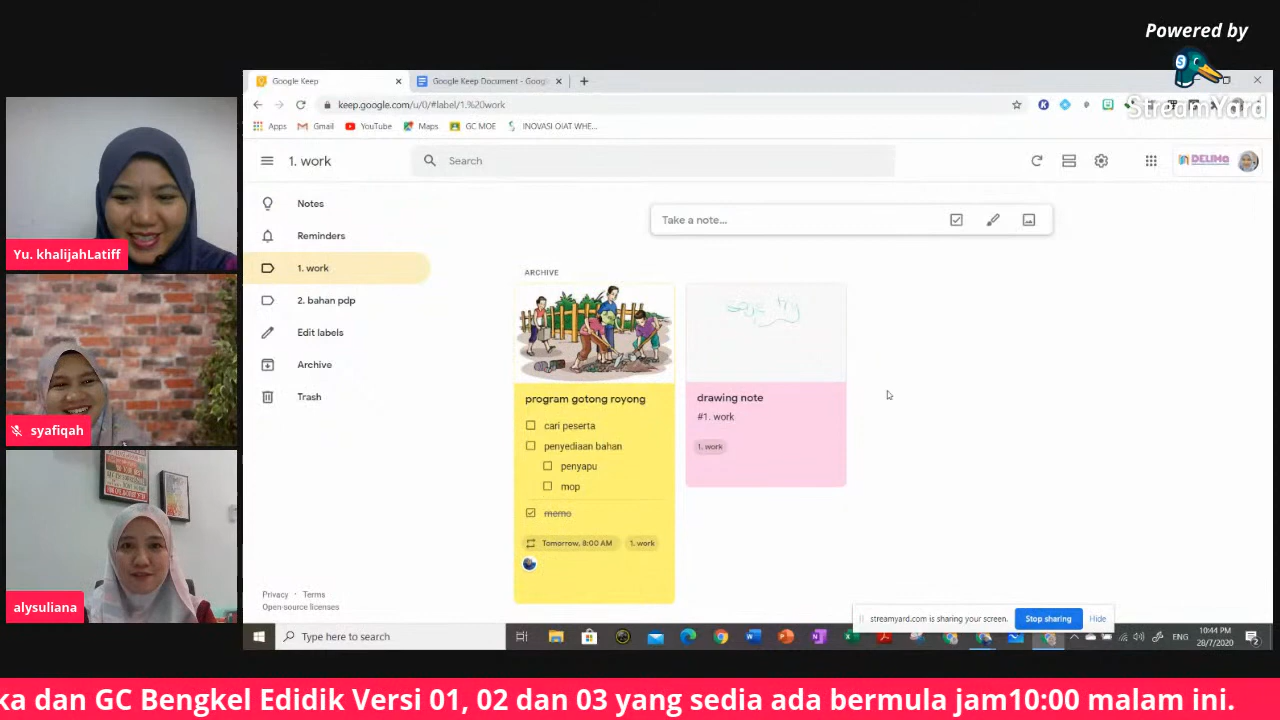 Powered by
StreamYard
Google Keep
Google Keep Document - Goog
keep.google.com/u/0/#label/1.%20work
Apps
Gmail
YouTube
Maps
GC MOE
INOVASI O!AT WHE...
1. work
Search
DELIMa
Notes
Reminders
1. work
2. bahan pdp
Edit labels
Archive
Trash
Take a note...
ARCHIVE
program gotong royong
cari peserta
penyediaan bahan
penyapu
mop
memo
Tomorrow, 8:00 AM
1. work
drawing note
#1. work
1. work
Privacy · Terms
Open-source licenses
streamyard.com is sharing your screen.
Stop sharing
Hide
Type here to search
ENG
10:44 PM
28/7/2020
Yu. khalijahLatiff
syafiqah
alysuliana
ka dan GC Bengkel Edidik Versi 01, 02 dan 03 yang sedia ada bermula jam10:00 malam ini.